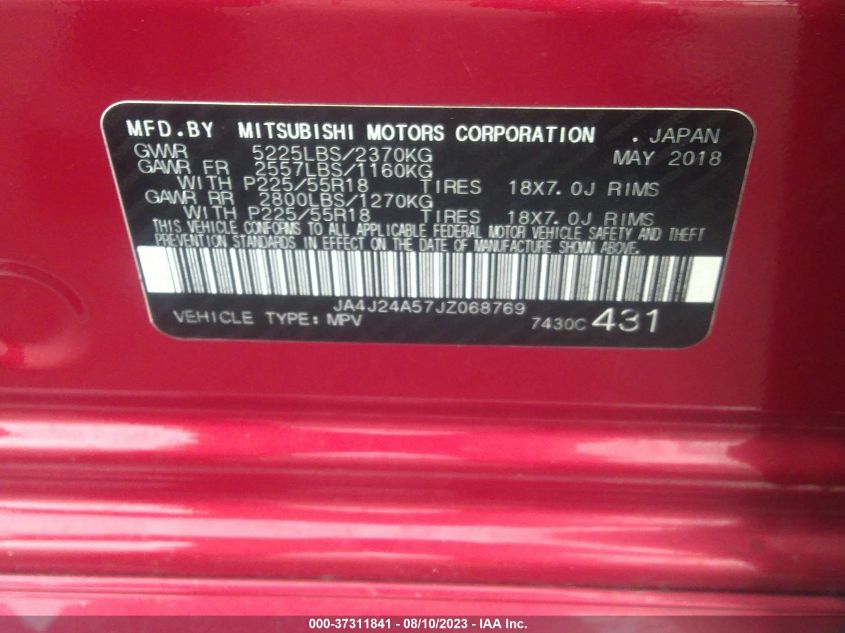 MFD.BY MITSUBISHI MOTORS CORPORATION . JAPAN
GVWR 5225LBS/2370KG MAY 2018
GAWR FR 2557LBS/1160KG
WITH P225/55R18 TIRES 18X7.0J RIMS
GAWR RR 2800LBS/1270KG
WITH P225/55R18 TIRES 18X7.0J RIMS
THIS VEHICLE CONFORMS TO ALL APPLICABLE FEDERAL MOTOR VEHICLE SAFETY AND THEFT
PREVENTION STANDARDS IN EFFECT ON THE DATE OF MANUFACTURE SHOWN ABOVE.
JA4J24A57JZ068769
VEHICLE TYPE: MPV 7430C 431
000-37311841 - 08/10/2023 - IAA Inc.